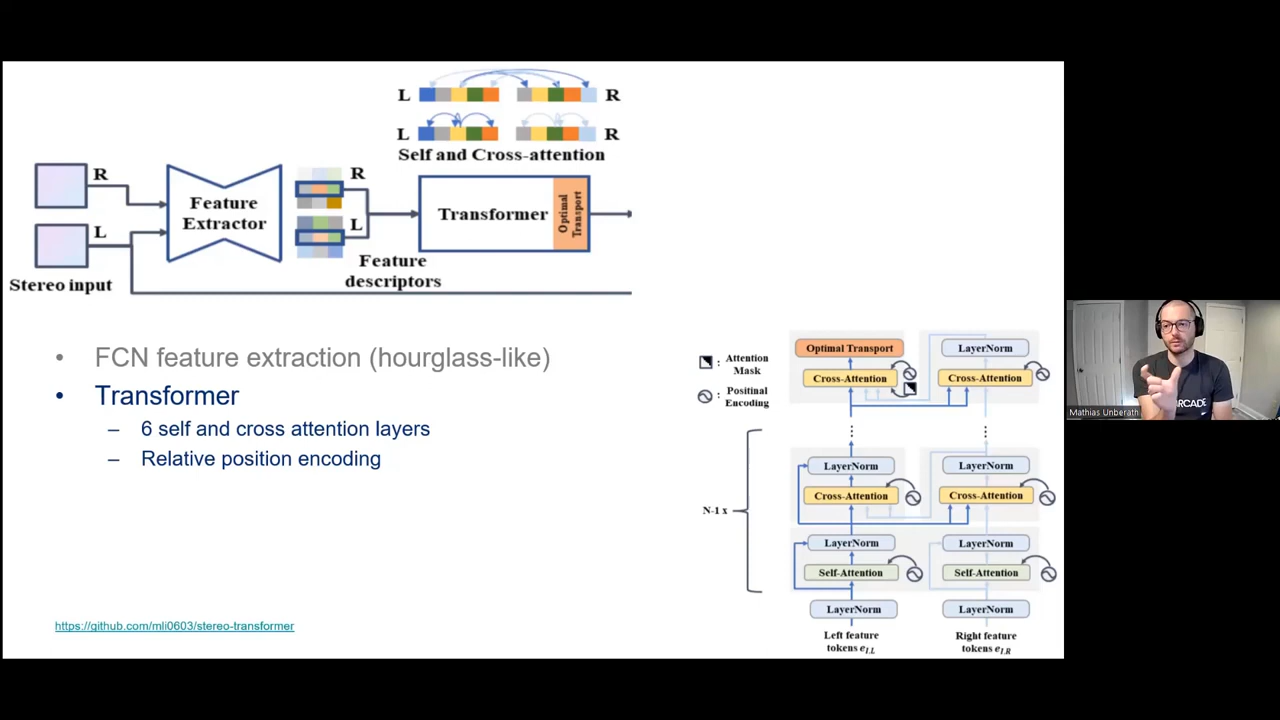 L
R
L
R
Self and Cross-attention
R
L
Stereo input
Feature
Extractor
R
L
Feature
descriptors
Transformer
Optimal
Transport
• FCN feature extraction (hourglass-like)
• Transformer
– 6 self and cross attention layers
– Relative position encoding
https://github.com/mli0603/stereo-transformer
: Attention
Mask
: Positinal
Encoding
Optimal Transport
LayerNorm
Cross-Attention
Cross-Attention
LayerNorm
LayerNorm
Cross-Attention
Cross-Attention
N-1 x
LayerNorm
LayerNorm
Self-Attention
Self-Attention
LayerNorm
LayerNorm
Left feature
tokens eI,L
Right feature
tokens eI,R
ARCADE
Mathias Unberath